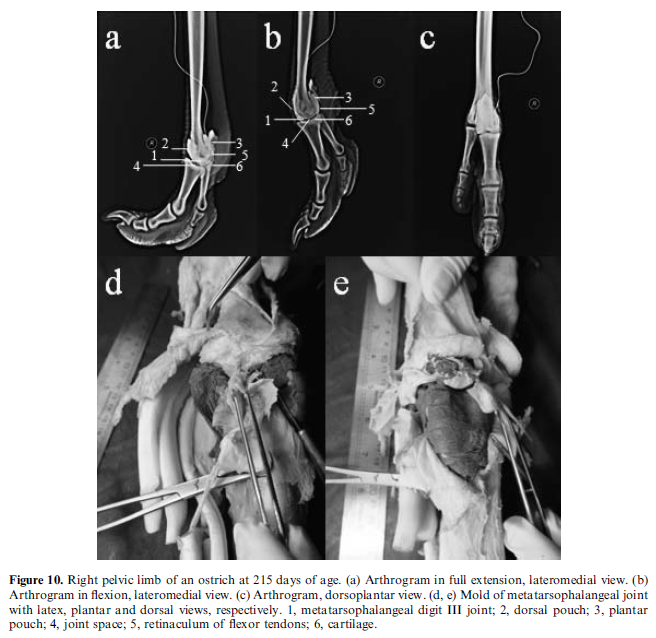 a
b
c
2
1
4
3
5
6
2
1
4
3
5
6
d
e
Figure 10. Right pelvic limb of an ostrich at 215 days of age. (a) Arthrogram in full extension, lateromedial view. (b)
Arthrogram in flexion, lateromedial view. (c) Arthrogram, dorsoplantar view. (d, e) Mold of metatarsophalangeal joint
with latex, plantar and dorsal views, respectively. 1, metatarsophalangeal digit III joint; 2, dorsal pouch; 3, plantar
pouch; 4, joint space; 5, retinaculum of flexor tendons; 6, cartilage.